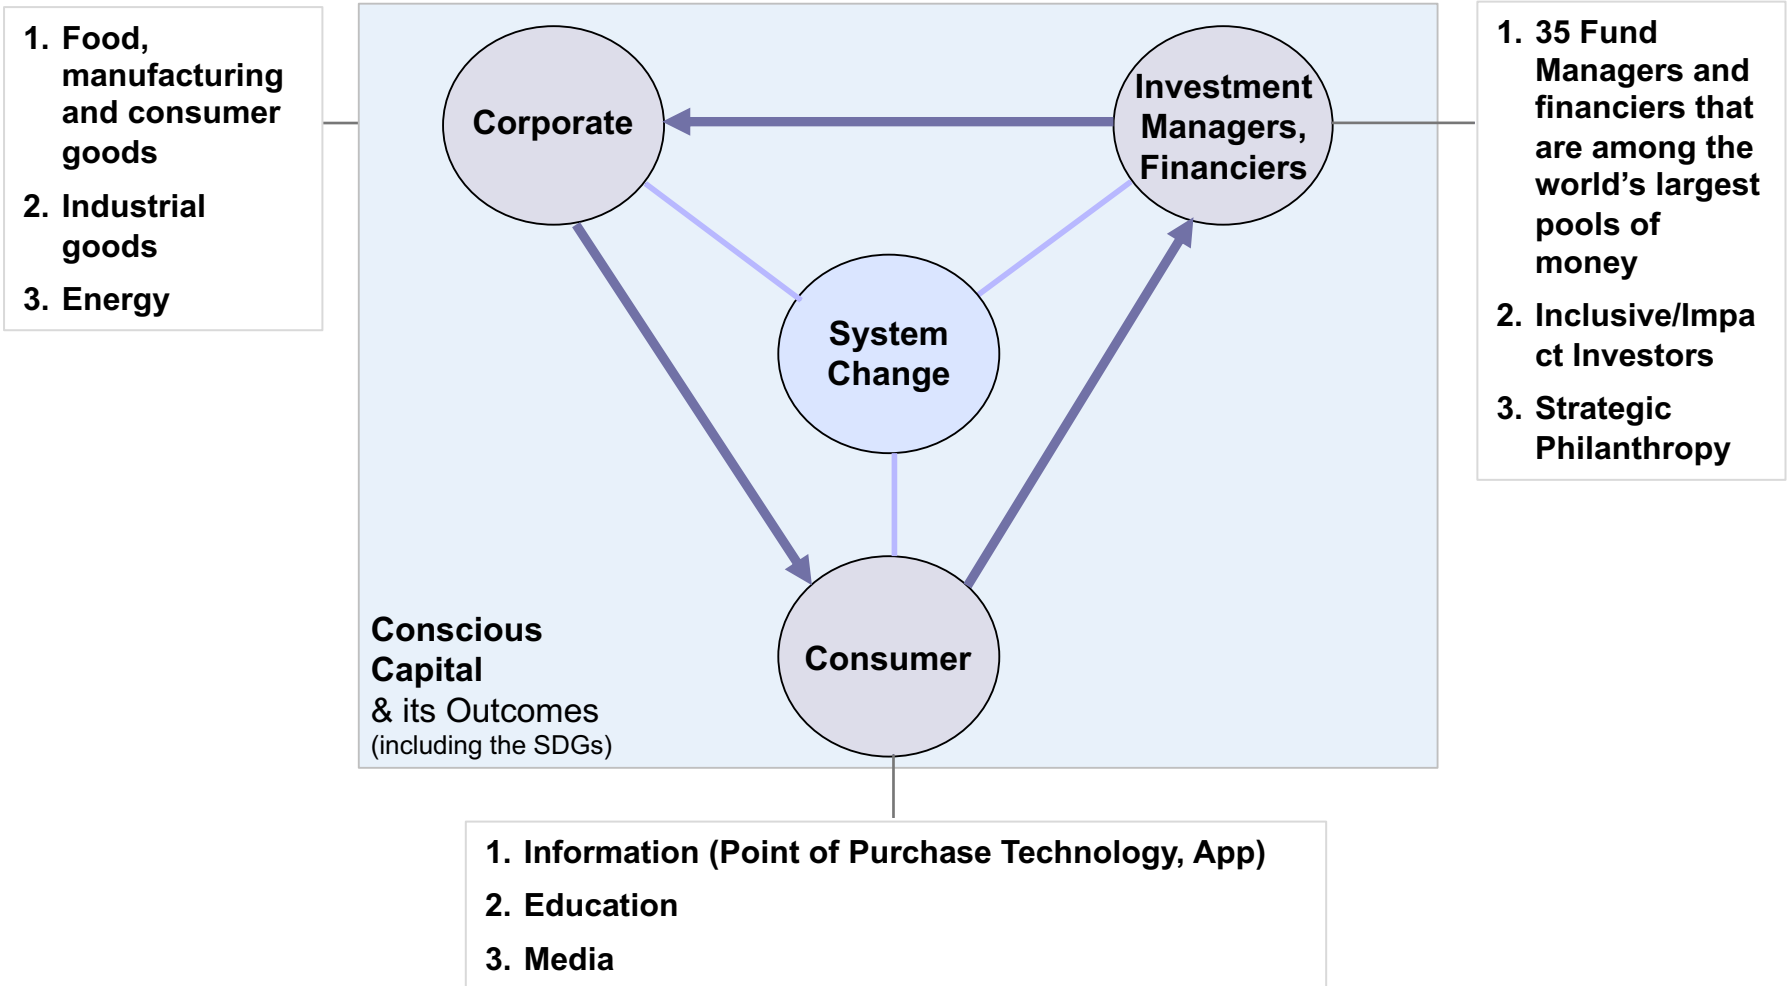 1. Food,
manufacturing
and consumer
goods
2. Industrial
goods
3. Energy
Corporate
Investment
Managers,
Financiers
1. 35 Fund
Managers and
financiers that
are among the
world’s largest
pools of
money
2. Inclusive/Impa
ct Investors
3. Strategic
Philanthropy
System
Change
Conscious
Capital
& its Outcomes
(including the SDGs)
Consumer
1. Information (Point of Purchase Technology, App)
2. Education
3. Media